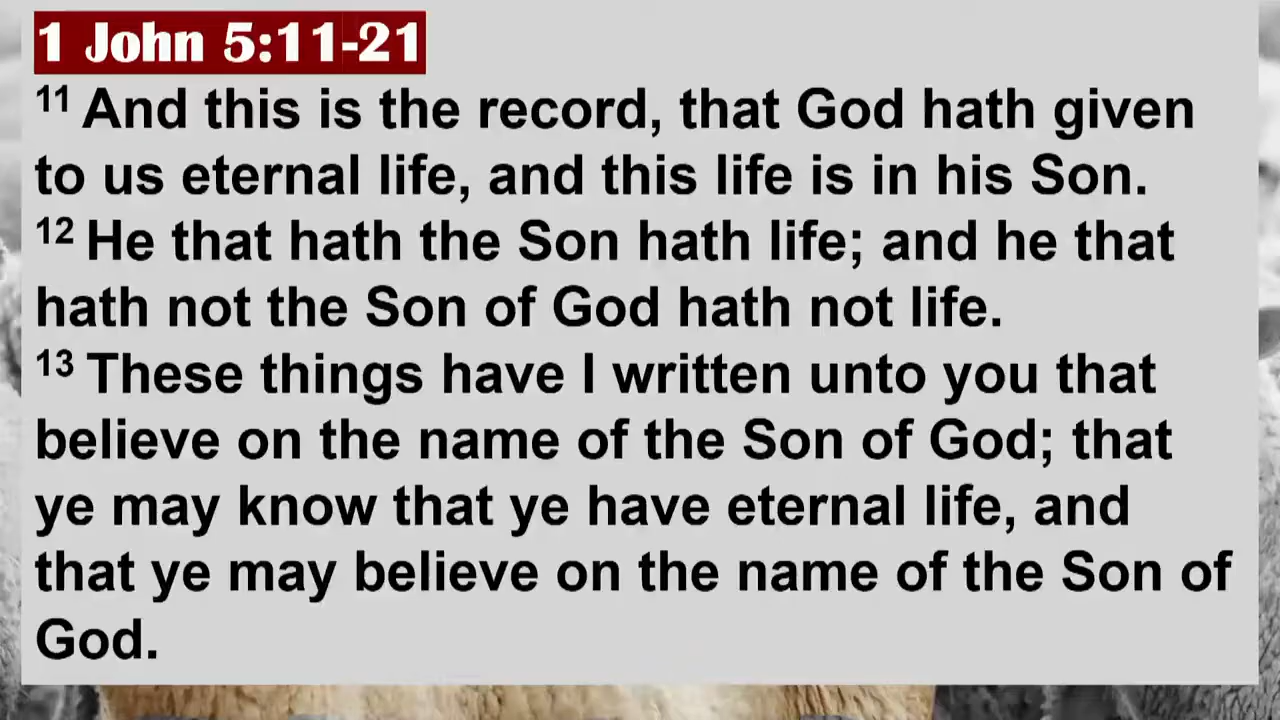 1 John 5:11-21
11 And this is the record, that God hath given
to us eternal life, and this life is in his Son.
12 He that hath the Son hath life; and he that
hath not the Son of God hath not life.
13 These things have I written unto you that
believe on the name of the Son of God; that
ye may know that ye have eternal life, and
that ye may believe on the name of the Son of
God.